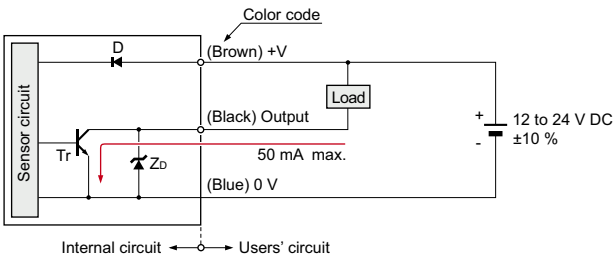 Color code
D
(Brown) +V
Sensor circuit
Load
(Black) Output
+
12 to 24 V DC
±10 %
-
Tr
ZD
50 mA max.
(Blue) 0 V
Internal circuit
Users' circuit